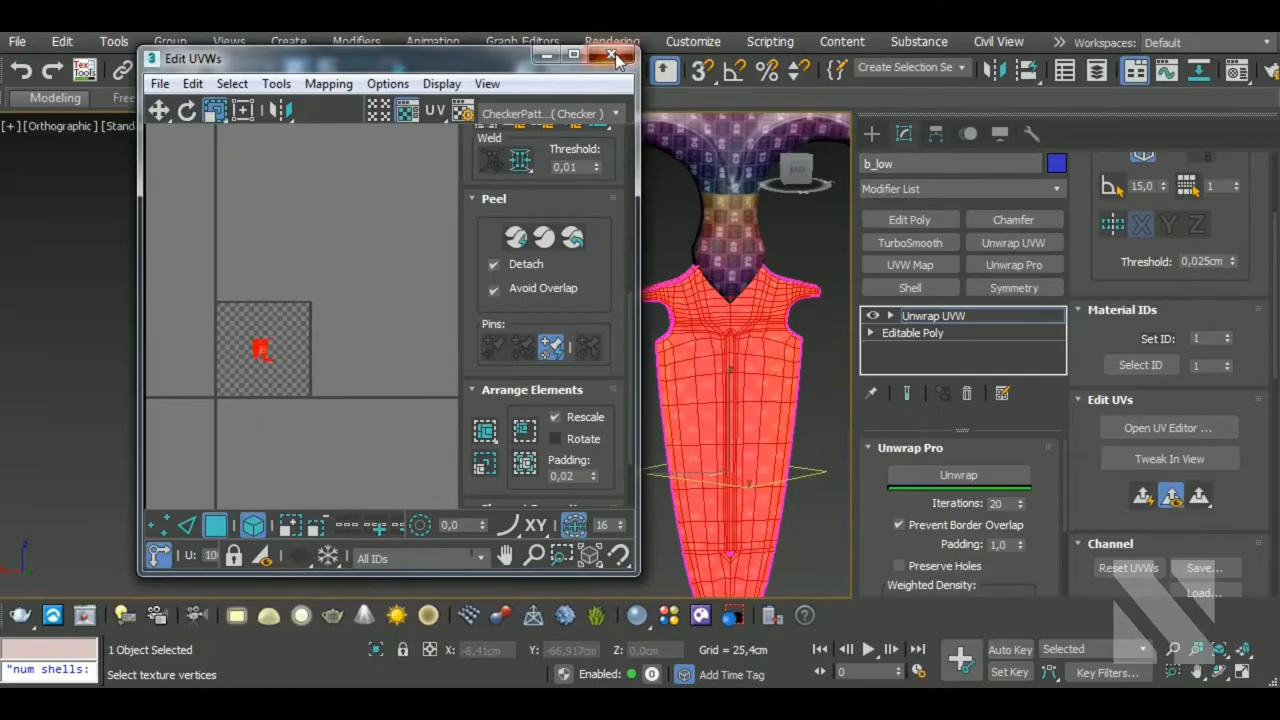 File Edit Tools Group Views Create Modifiers Animation Graph Editors Rendering Customize Scripting Content Substance Civil View Workspaces: Default
Create Selection Se
Modeling Free
[+] [Orthographic] [Stand
Edit UVWs
File Edit Select Tools Mapping Options Display View
UV CheckerPatt...( Checker )
Weld Threshold:
0,01
Peel
Detach
Avoid Overlap
Pins:
Arrange Elements
Rescale
Rotate
Padding:
0,02
0,0 XY 16
U: All IDs
b_low
Modifier List
Edit Poly Chamfer
TurboSmooth Unwrap UVW
UVW Map Unwrap Pro
Shell Symmetry
Unwrap UVW
Editable Poly
Unwrap Pro
Unwrap
Iterations: 20
Prevent Border Overlap
Padding: 1,0
Preserve Holes
Weighted Density:
15,0 1
X Y Z
Threshold: 0,025cm
Material IDs
Set ID: 1
Select ID 1
Edit UVs
Open UV Editor ...
Tweak In View
Channel
Reset UVWs Save...
Load...
1 Object Selected X: -6,41cm Y: -66,917cm Z: 0,0cm Grid = 25,4cm Auto Key Selected
"num shells: Select texture vertices Enabled: 0 Add Time Tag 0 Set Key Key Filters...